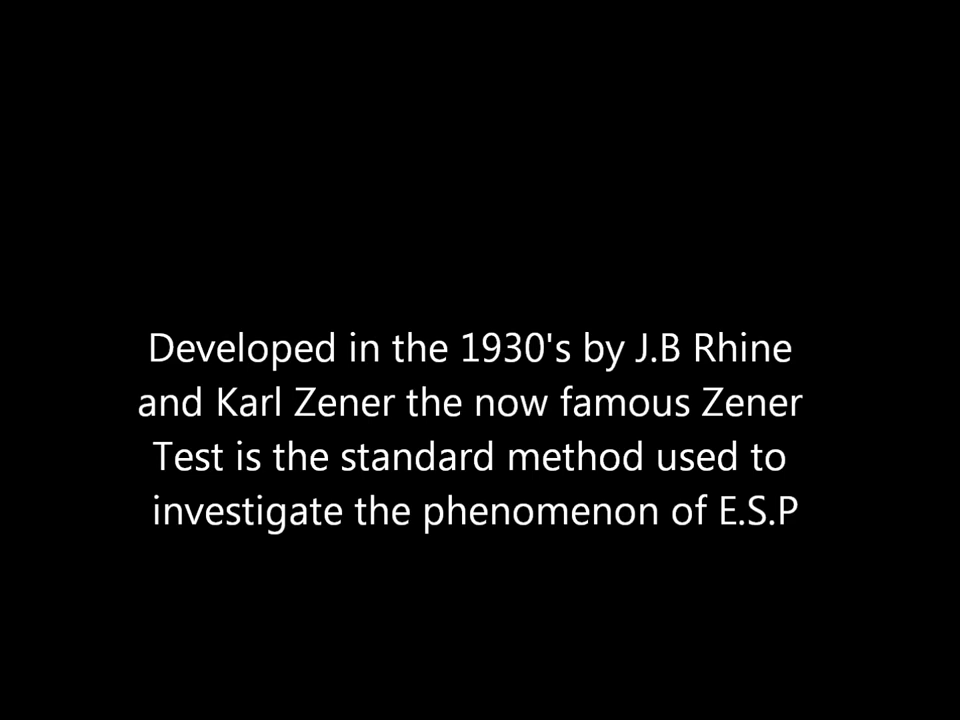 Developed in the 1930's by J.B Rhine
and Karl Zener the now famous Zener
Test is the standard method used to
investigate the phenomenon of E.S.P